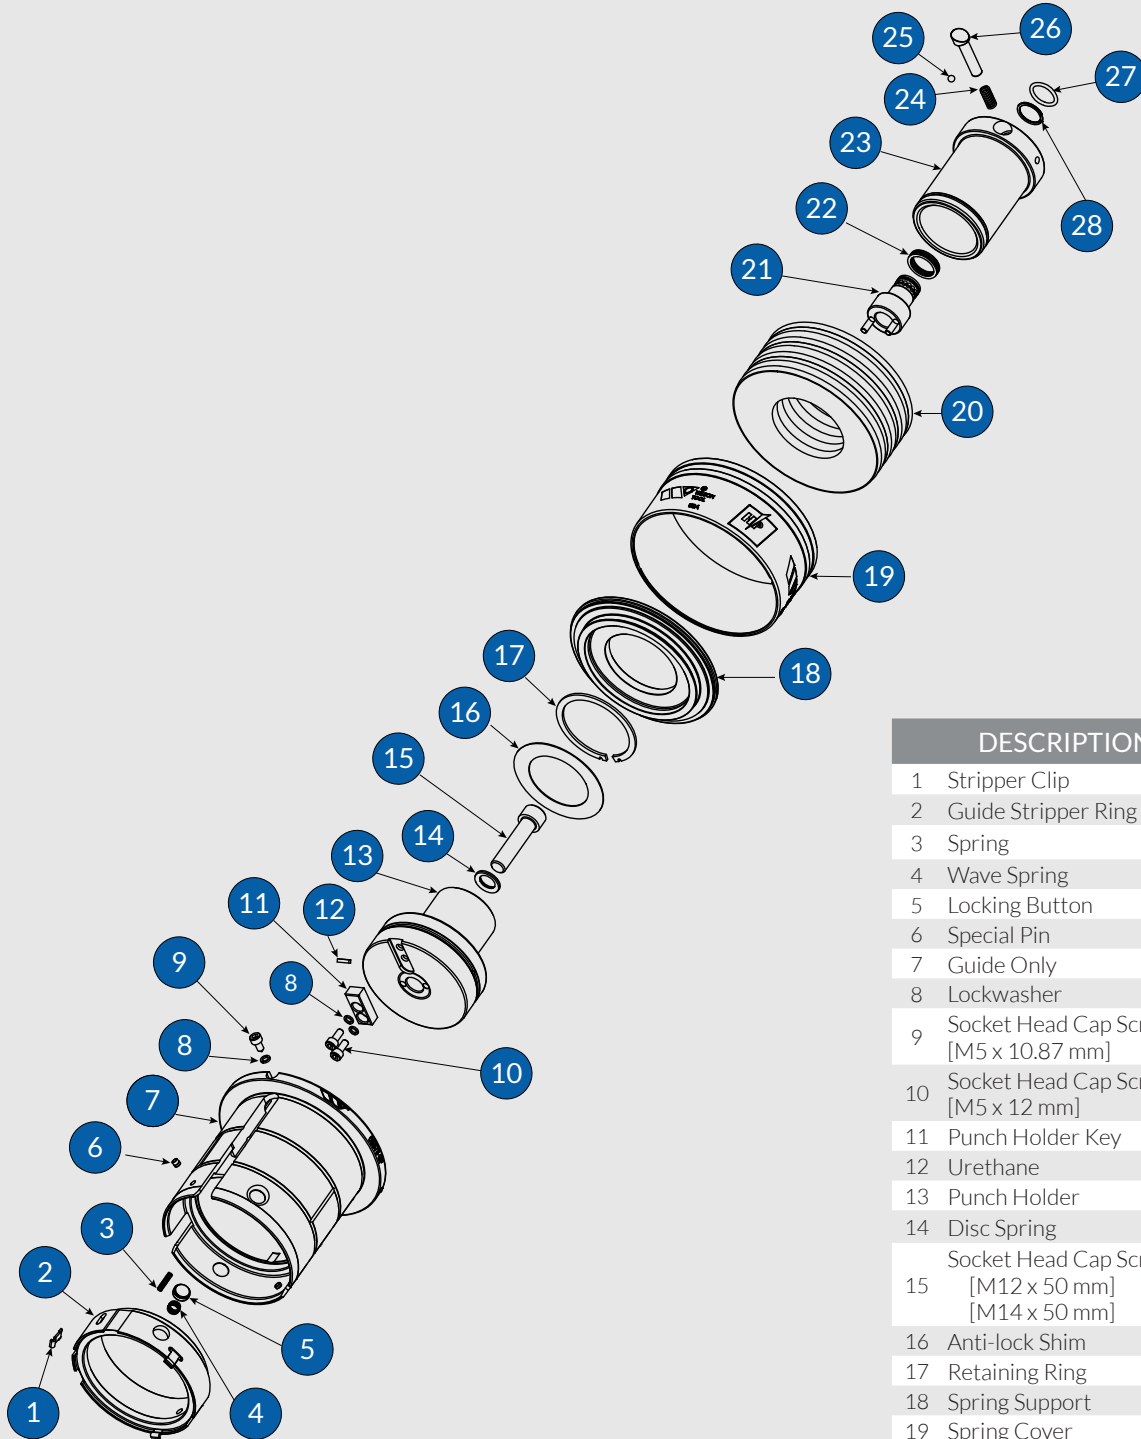 26
25
27
24
23
22
28
21
20
19
18
17
16
15
14
13
12
11
9
8
8
10
7
6
3
2
5
4
1
DESCRIPTION
1 Stripper Clip
2 Guide Stripper Ring
3 Spring
4 Wave Spring
5 Locking Button
6 Special Pin
7 Guide Only
8 Lockwasher
9 Socket Head Cap Scr
[M5 x 10.87 mm]
10 Socket Head Cap Scr
[M5 x 12 mm]
11 Punch Holder Key
12 Urethane
13 Punch Holder
14 Disc Spring
15 Socket Head Cap Scr
[M12 x 50 mm]
[M14 x 50 mm]
16 Anti-lock Shim
17 Retaining Ring
18 Spring Support
19 Spring Cover